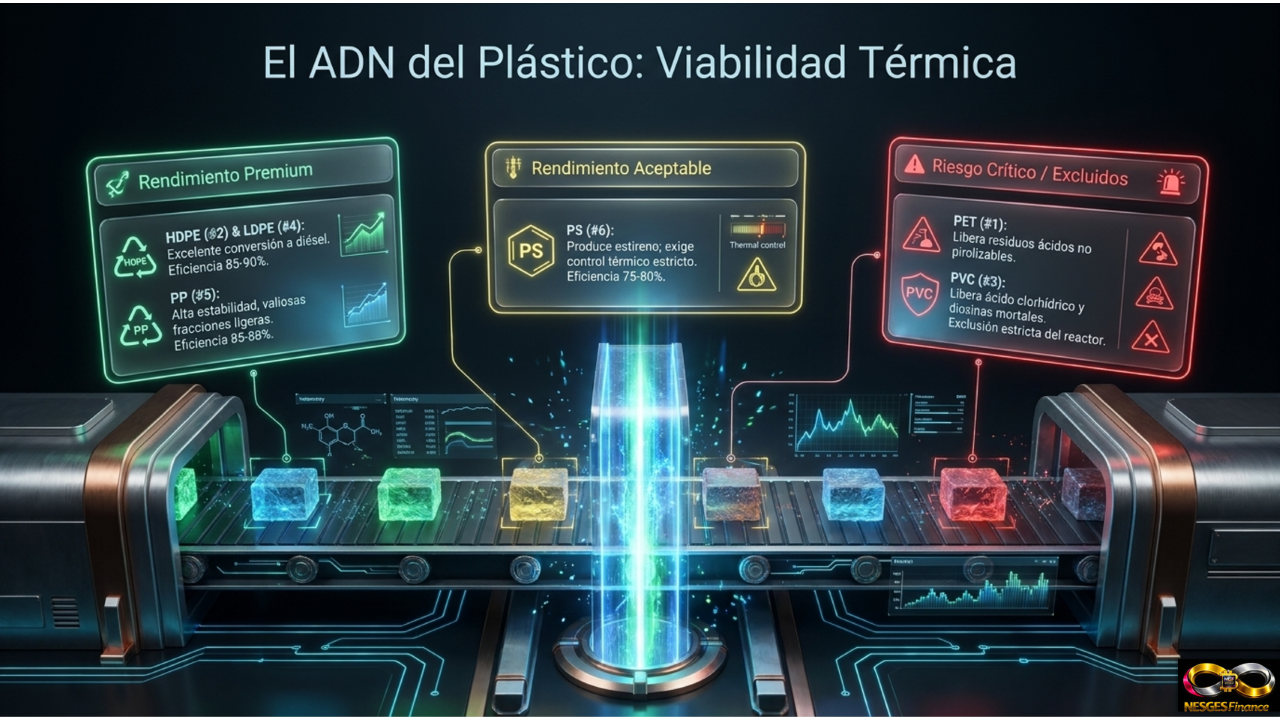 El ADN del Plástico: Viabilidad Térmica
Rendimiento Premium
HDPE (#2) & LDPE (#4):
Excelente conversión a diésel.
Eficiencia 85-90%.
HDPE
PP (#5):
Alta estabilidad, valiosas
fracciones ligeras.
Eficiencia 85-88%.
PP
Rendimiento Aceptable
PS
PS (#6):
Produce estireno; exige
control térmico estricto.
Eficiencia 75-80%.
Thermal control
Riesgo Crítico / Excluidos
PET (#1):
Libera residuos ácidos no
pirolizables.
PVC
PVC (#3):
Libera ácido clorhídrico y
dioxinas mortales.
Exclusión estricta del reactor.
NESGES Finance